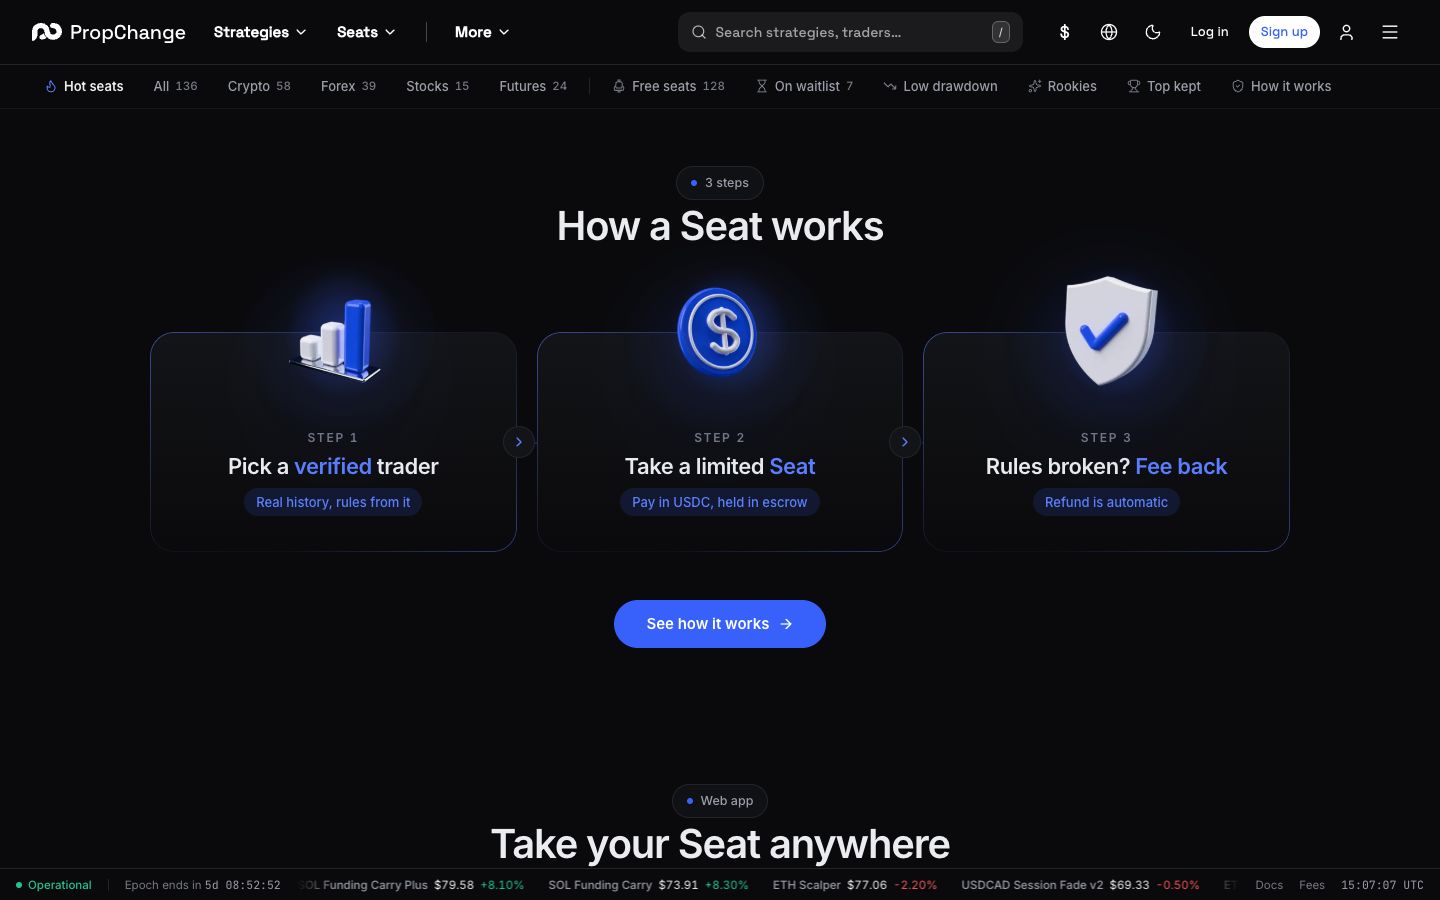 PropChange Strategies Seats More Search strategies, traders... / $ Log in Sign up
Hot seats All 136 Crypto 58 Forex 39 Stocks 15 Futures 24 Free seats 128 On waitlist 7 Low drawdown Rookies Top kept How it works
3 steps
How a Seat works
STEP 1
Pick a verified trader
Real history, rules from it
STEP 2
Take a limited Seat
Pay in USDC, held in escrow
STEP 3
Rules broken? Fee back
Refund is automatic
See how it works
Web app
Take your Seat anywhere
Operational Epoch ends in 5d 08:52:52 SOL Funding Carry Plus $79.58 +8.10% SOL Funding Carry $73.91 +8.30% ETH Scalper $77.06 -2.20% USDCAD Session Fade v2 $69.33 -0.50% Docs Fees 15:07:07 UTC